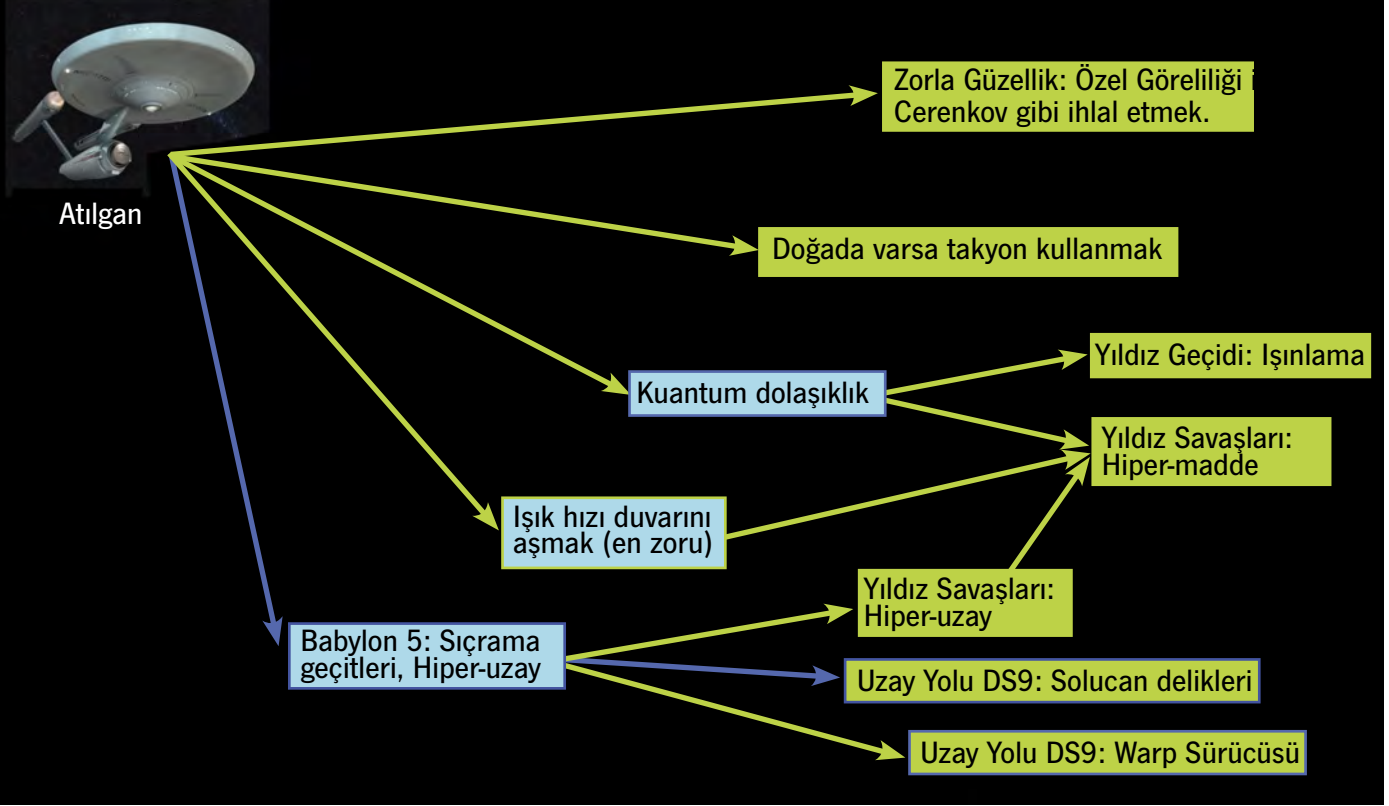 Zorla Güzellik: Özel Göreliliği
Cerenkov gibi ihlal etmek.
Atılgan
Doğada varsa takyon kullanmak
Yıldız Geçidi: Işınlama
Kuantum dolaşıklık
Yıldız Savaşları:
Hiper-madde
Işık hızı duvarını
aşmak (en zoru)
Yıldız Savaşları:
Hiper-uzay
Babylon 5: Sıçrama
geçitleri, Hiper-uzay
Uzay Yolu DS9: Solucan delikleri
Uzay Yolu DS9: Warp Sürücüsü